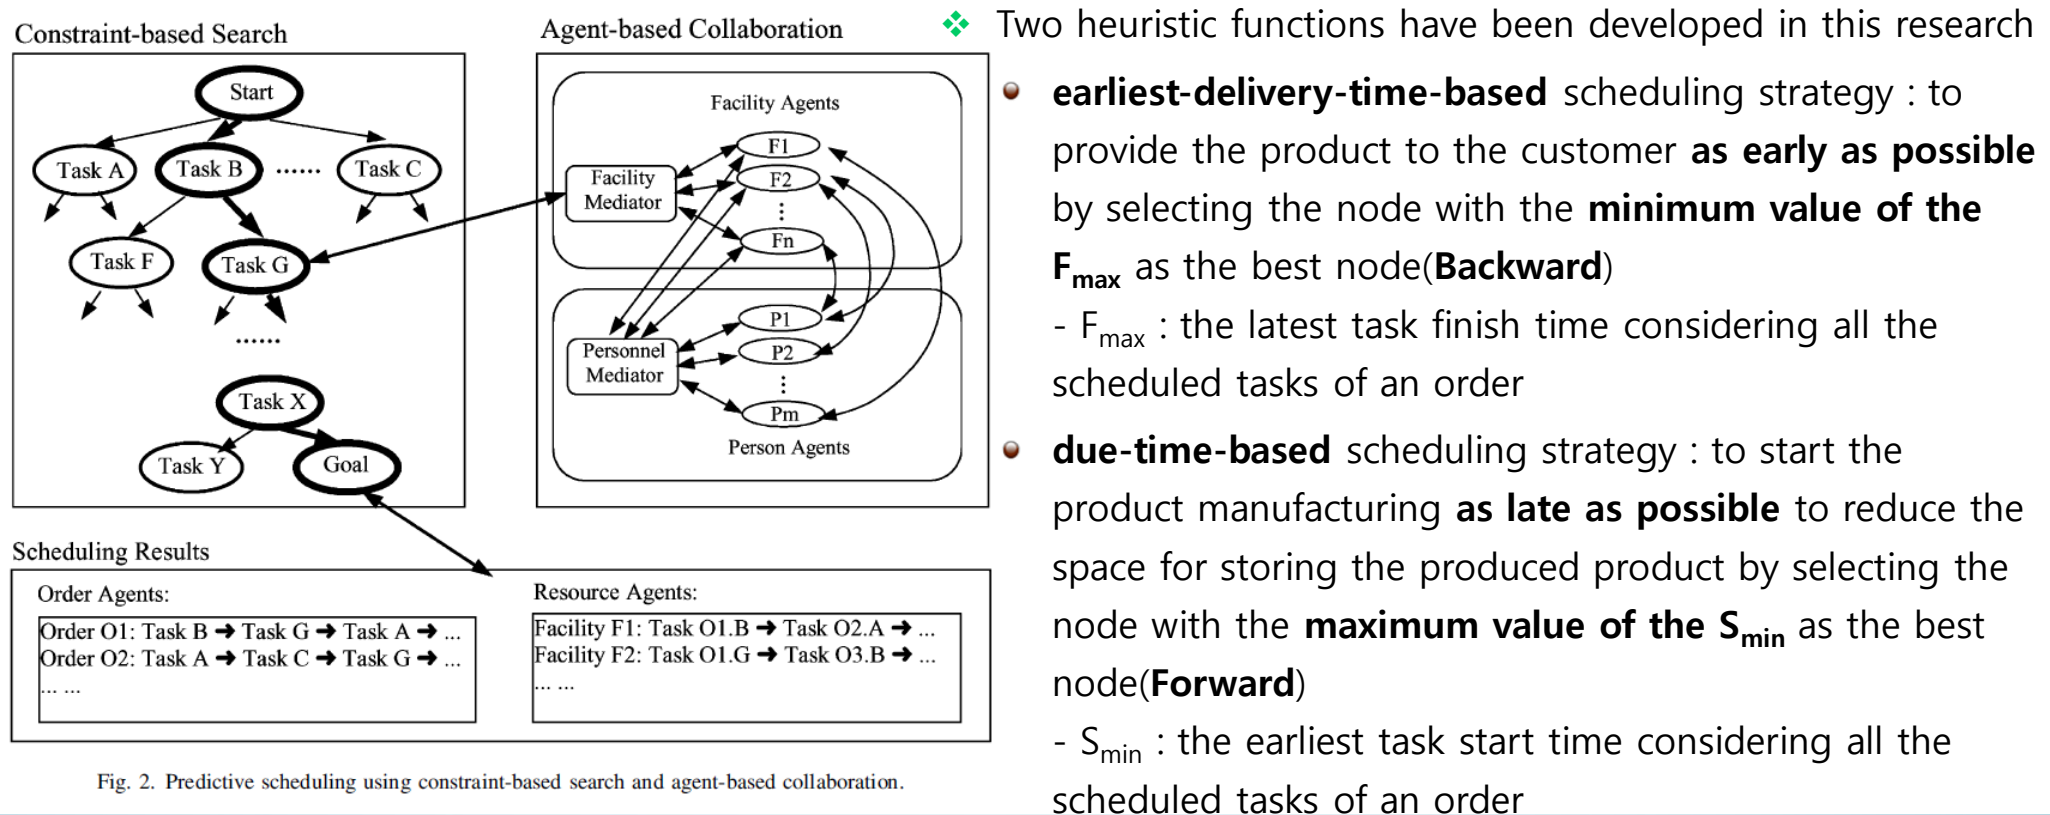 Constraint-based Search
Start
Task A
Task B
......
Task C
Task F
Task G
......
Task X
Task Y
Goal
Agent-based Collaboration
Facility Agents
Facility
Mediator
F1
F2
Fn
Personnel
Mediator
P1
P2
Pm
Person Agents
Scheduling Results
Order Agents:
Order O1: Task B ➔ Task G ➔ Task A ➔ ...
Order O2: Task A ➔ Task C ➔ Task G ➔ ...
... ...
Resource Agents:
Facility F1: Task O1.B ➔ Task O2.A ➔ ...
Facility F2: Task O1.G ➔ Task O3.B ➔ ...
... ...
Fig. 2. Predictive scheduling using constraint-based search and agent-based collaboration.
❖ Two heuristic functions have been developed in this research
• earliest-delivery-time-based scheduling strategy : to
provide the product to the customer as early as possible
by selecting the node with the minimum value of the
Fmax as the best node(Backward)
- Fmax : the latest task finish time considering all the
scheduled tasks of an order
• due-time-based scheduling strategy : to start the
product manufacturing as late as possible to reduce the
space for storing the produced product by selecting the
node with the maximum value of the Smin as the best
node(Forward)
- Smin : the earliest task start time considering all the
scheduled tasks of an order